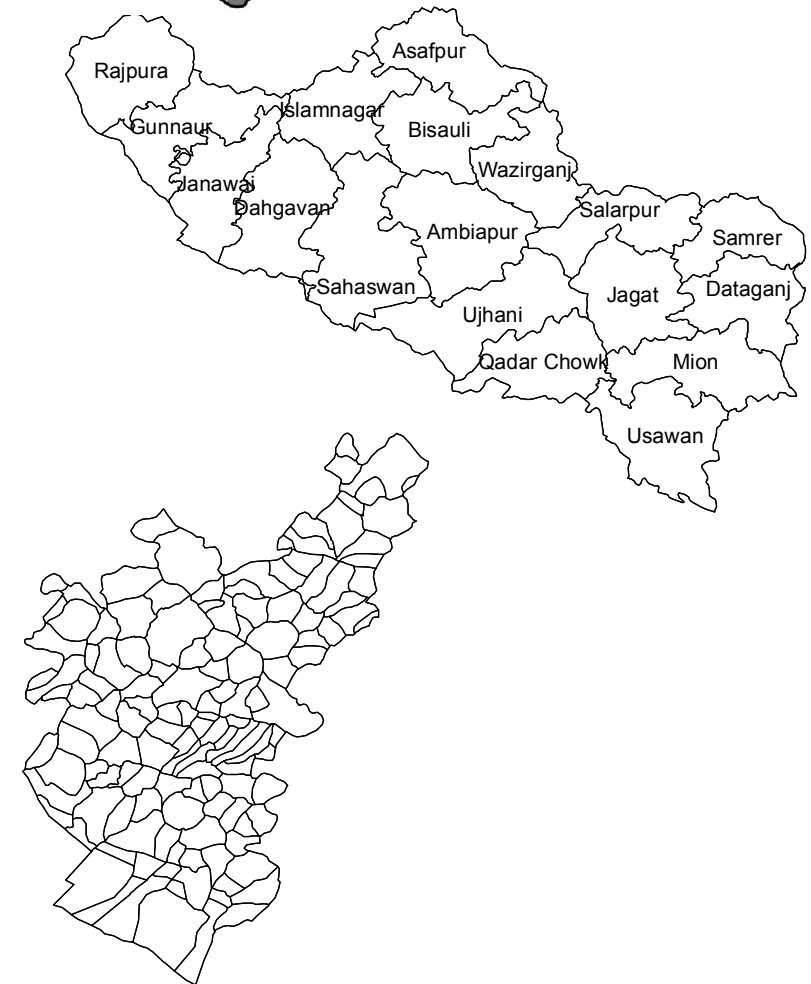 Asafpur
Rajpura
Islamnagar
Gunnaur
Bisauli
Wazirganj
Janawai
Dahgavan
Salarpur
Ambiapur
Samrer
Sahaswan
Jagat
Dataganj
Ujhani
Qadar Chowk
Mion
Usawan